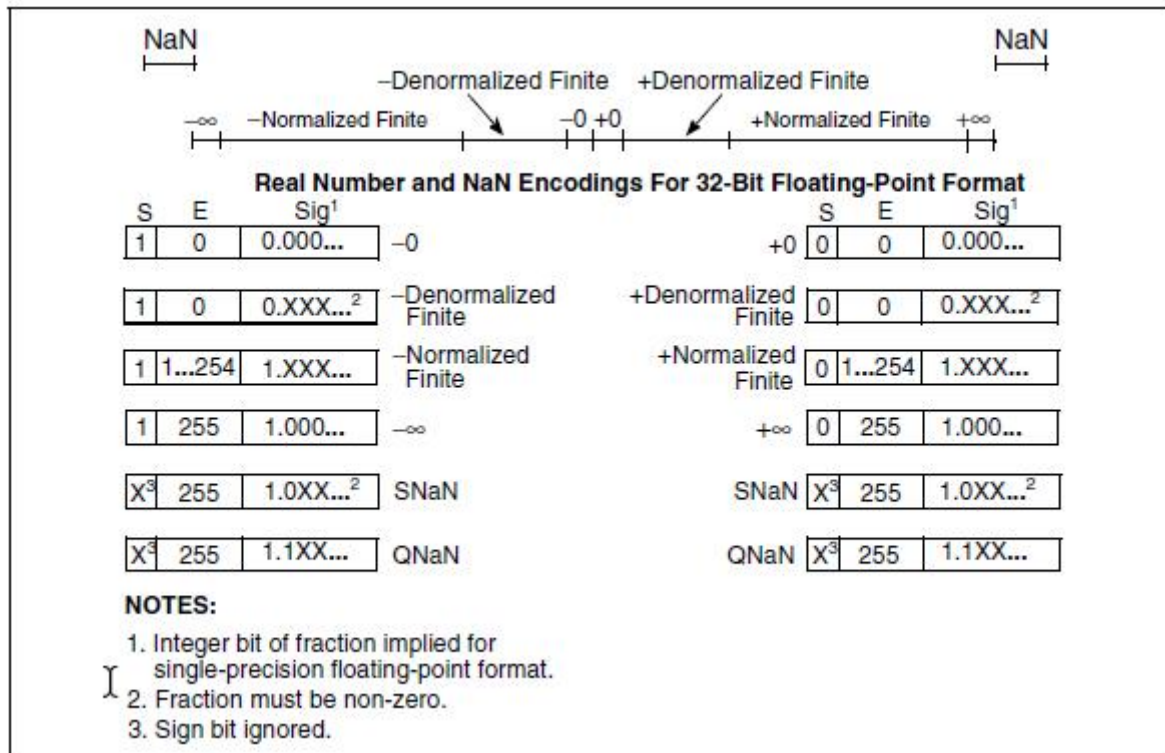 NaN NaN
−Denormalized Finite +Denormalized Finite
−∞ −Normalized Finite −0 +0 +Normalized Finite +∞
Real Number and NaN Encodings For 32-Bit Floating-Point Format
S E Sig¹ S E Sig¹
1 0 0.000... −0 +0 0 0 0.000...
1 0 0.XXX...² −Denormalized +Denormalized 0 0 0.XXX...²
Finite Finite
1 1...254 1.XXX... −Normalized +Normalized 0 1...254 1.XXX...
Finite Finite
1 255 1.000... −∞ +∞ 0 255 1.000...
X³ 255 1.0XX...² SNaN SNaN X³ 255 1.0XX...²
X³ 255 1.1XX... QNaN QNaN X³ 255 1.1XX...
NOTES:
1. Integer bit of fraction implied for
single-precision floating-point format.
2. Fraction must be non-zero.
3. Sign bit ignored.